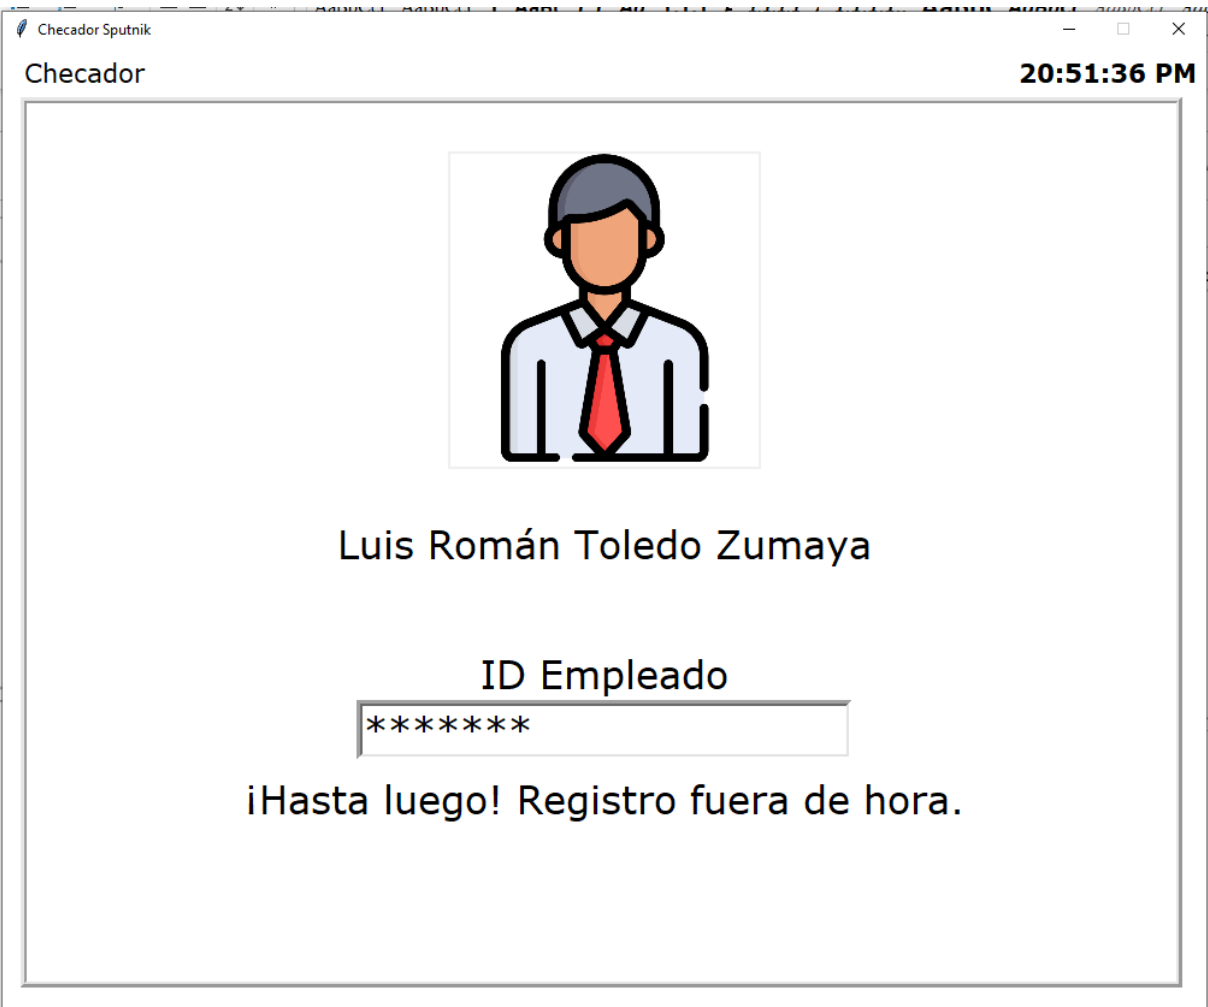 Checador Sputnik
Checador
20:51:36 PM
Luis Román Toledo Zumaya
ID Empleado
*******
¡Hasta luego! Registro fuera de hora.